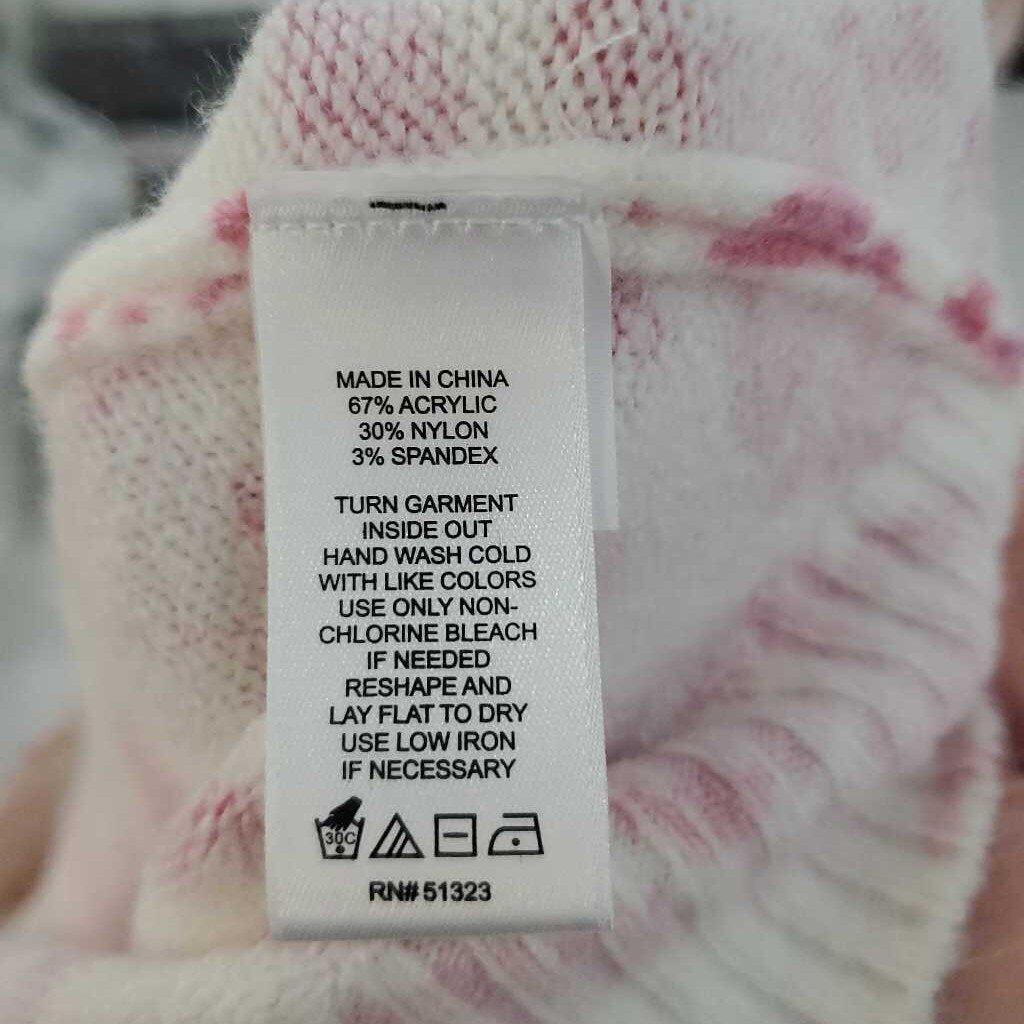 MADE IN CHINA
67% ACRYLIC
30% NYLON
3% SPANDEX
TURN GARMENT
INSIDE OUT
HAND WASH COLD
WITH LIKE COLORS
USE ONLY NON-
CHLORINE BLEACH
IF NEEDED
RESHAPE AND
LAY FLAT TO DRY
USE LOW IRON
IF NECESSARY
30C
RN# 51323